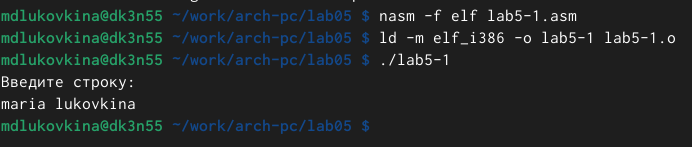 mdlukovkina@dk3n55 ~/work/arch-pc/lab05 $ nasm -f elf lab5-1.asm
mdlukovkina@dk3n55 ~/work/arch-pc/lab05 $ ld -m elf_i386 -o lab5-1 lab5-1.o
mdlukovkina@dk3n55 ~/work/arch-pc/lab05 $ ./lab5-1
Введите строку:
maria lukovkina
mdlukovkina@dk3n55 ~/work/arch-pc/lab05 $